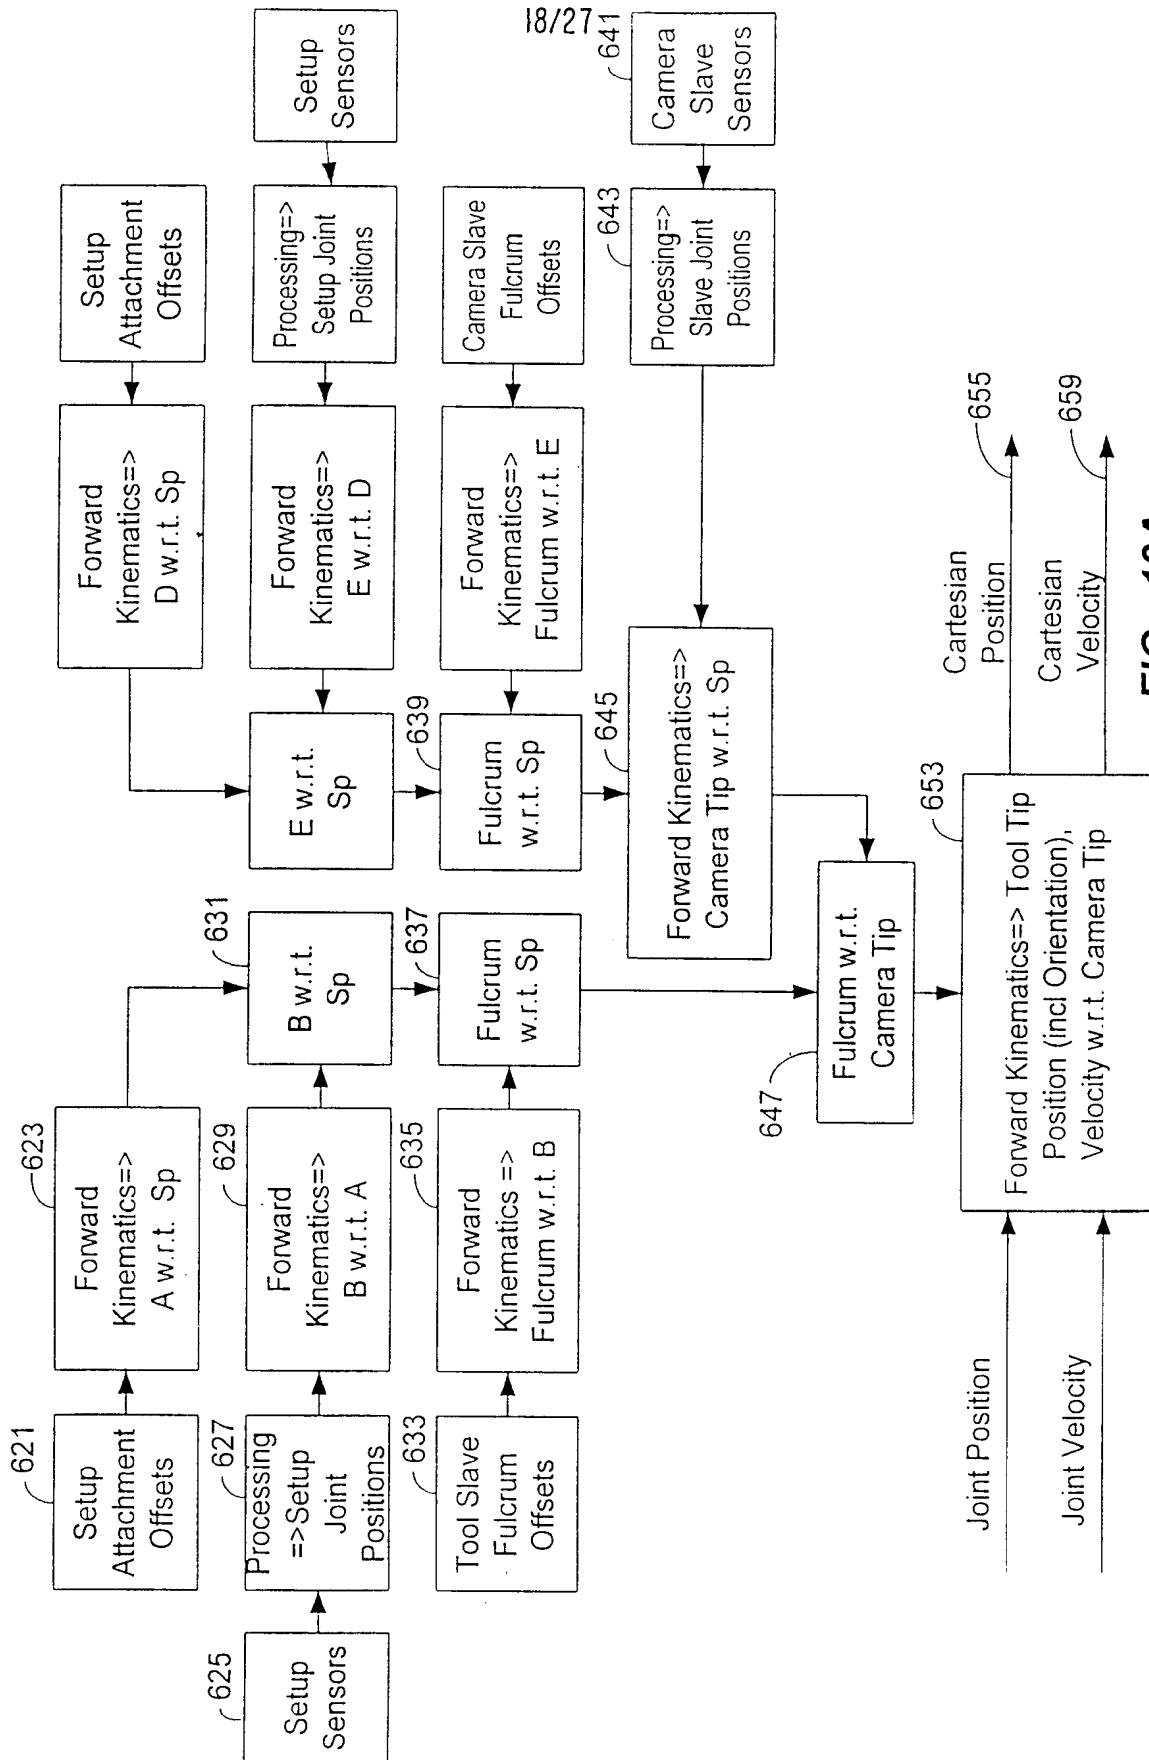 18/27
621
Setup
Attachment
Offsets
623
Forward
Kinematics=>
A w.r.t. Sp
Forward
Kinematics=>
D w.r.t. Sp
Setup
Attachment
Offsets
625
Setup
Sensors
627
Processing
=>Setup
Joint
Positions
629
Forward
Kinematics=>
B w.r.t. A
631
B w.r.t.
Sp
E w.r.t.
Sp
Forward
Kinematics=>
E w.r.t. D
Processing=>
Setup Joint
Positions
Setup
Sensors
633
Tool Slave
Fulcrum
Offsets
635
Forward
Kinematics =>
Fulcrum w.r.t. B
637
Fulcrum
w.r.t. Sp
639
Fulcrum
w.r.t. Sp
Forward
Kinematics=>
Fulcrum w.r.t. E
Camera Slave
Fulcrum
Offsets
645
Forward Kinematics=>
Camera Tip w.r.t. Sp
643
Processing=>
Slave Joint
Positions
641
Camera
Slave
Sensors
647
Fulcrum w.r.t.
Camera Tip
Joint Position
Joint Velocity
653
Forward Kinematics=> Tool Tip
Position (incl Orientation),
Velocity w.r.t. Camera Tip
Cartesian
Position
655
Cartesian
Velocity
659